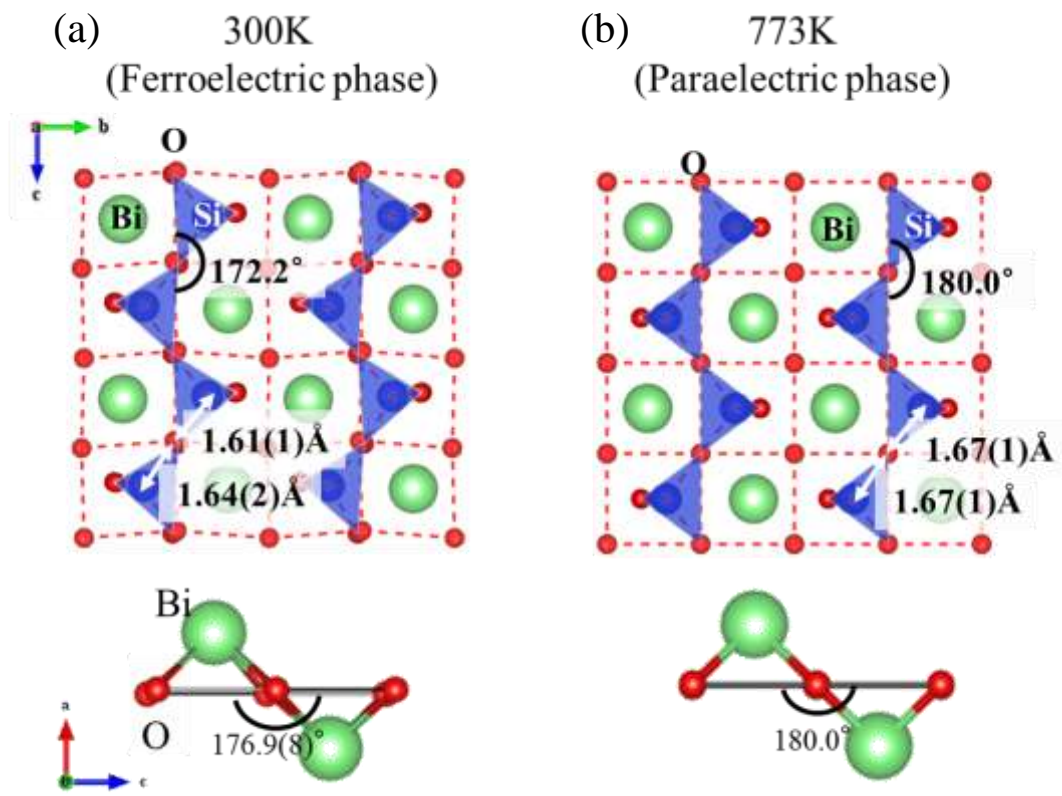 (a)
300K
(Ferroelectric phase)
(b)
773K
(Paraelectric phase)
a
b
c
O
Bi
Si
172.2°
1.61(1)Å
1.64(2)Å
O
Bi
Si
180.0°
1.67(1)Å
1.67(1)Å
Bi
O
176.9(8)°
a
b
c
180.0°